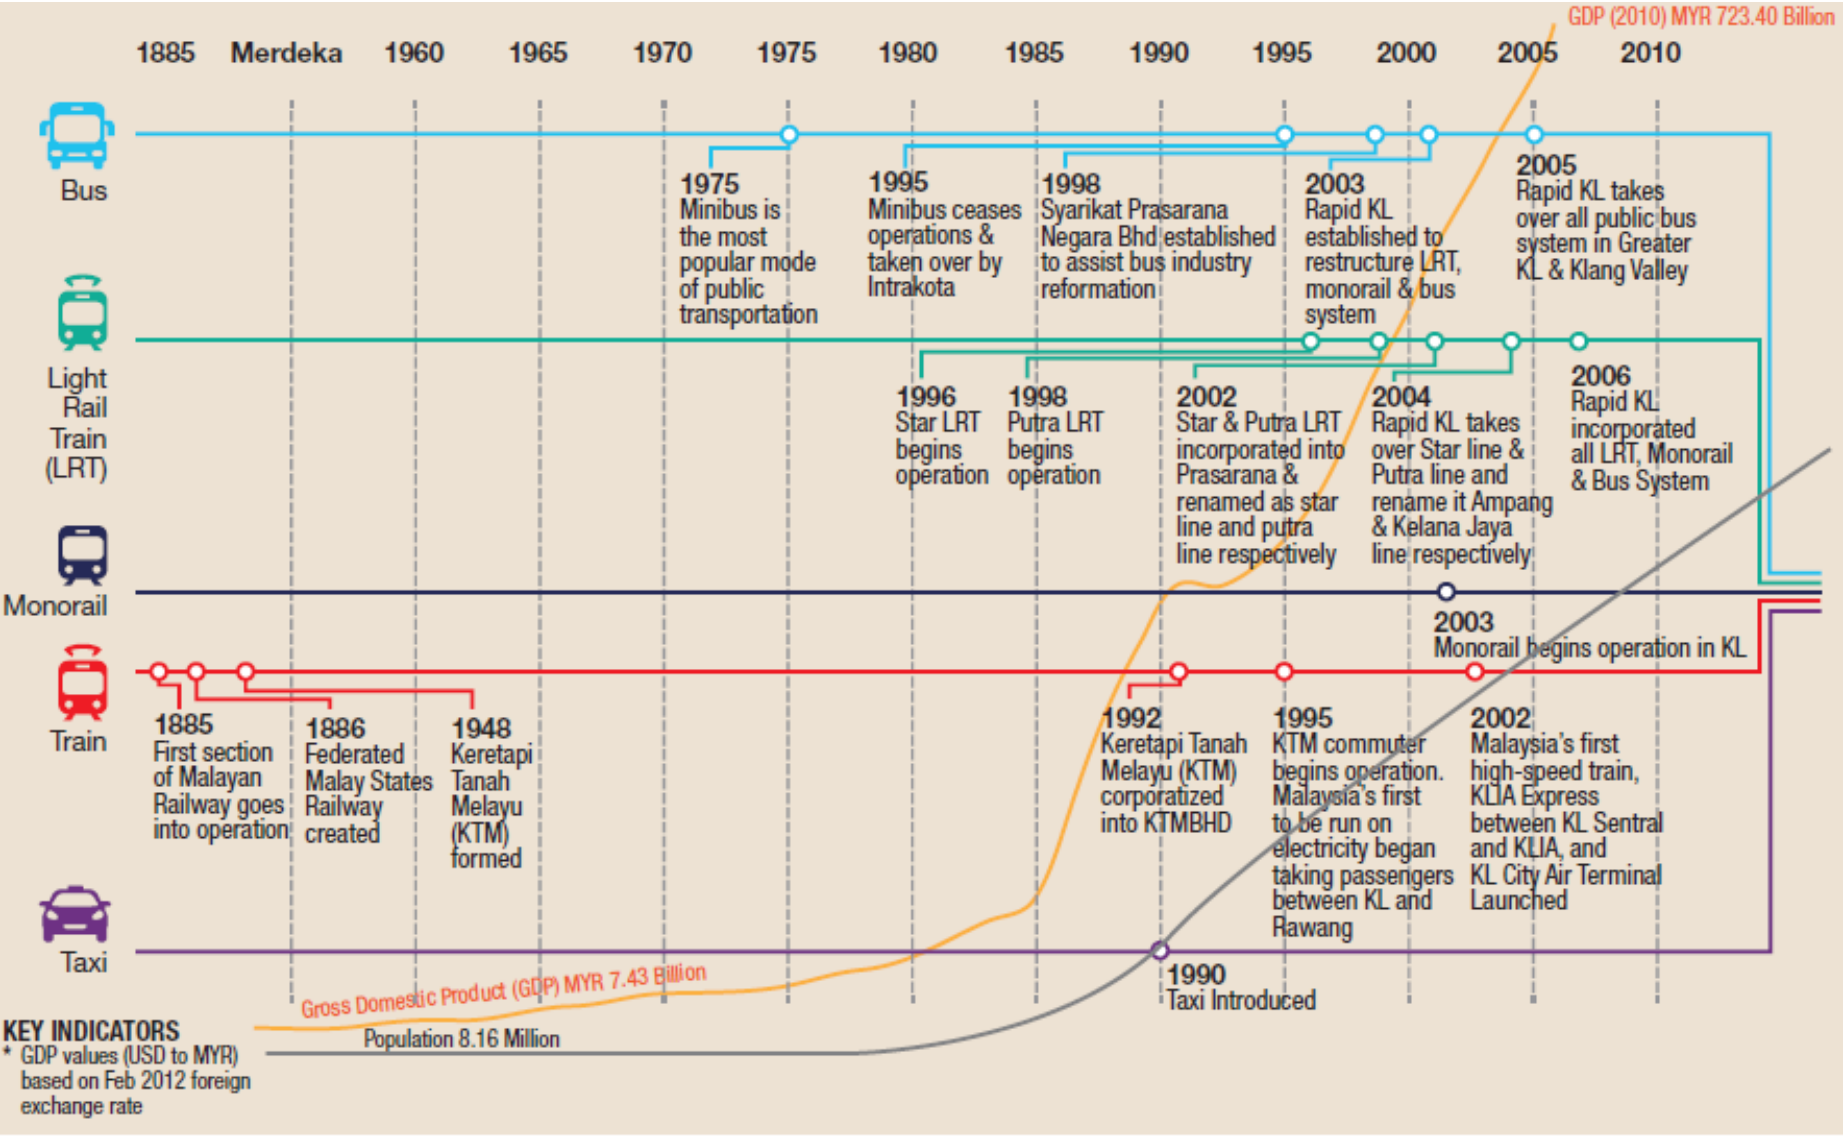 GDP (2010) MYR 723.40 Billion
1885 Merdeka 1960 1965 1970 1975 1980 1985 1990 1995 2000 2005 2010
Bus
1975
Minibus is
the most
popular mode
of public
transportation
1995
Minibus ceases
operations &
taken over by
Intrakota
1998
Syarikat Prasarana
Negara Bhd established
to assist bus industry
reformation
2003
Rapid KL
established to
restructure LRT,
monorail & bus
system
2005
Rapid KL takes
over all public bus
system in Greater
KL & Klang Valley
Light
Rail
Train
(LRT)
1996
Star LRT
begins
operation
1998
Putra LRT
begins
operation
2002
Star & Putra LRT
incorporated into
Prasarana &
renamed as star
line and putra
line respectively
2004
Rapid KL takes
over Star line &
Putra line and
rename it Ampang
& Kelana Jaya
line respectively
2006
Rapid KL
incorporated
all LRT, Monorail
& Bus System
Monorail
2003
Monorail begins operation in KL
Train
1885
First section
of Malayan
Railway goes
into operation
1886
Federated
Malay States
Railway
created
1948
Keretapi
Tanah
Melayu
(KTM)
formed
1992
Keretapi Tanah
Melayu (KTM)
corporatized
into KTMBHD
1995
KTM commuter
begins operation.
Malaysia's first
to be run on
electricity began
taking passengers
between KL and
Rawang
2002
Malaysia's first
high-speed train,
KLIA Express
between KL Sentral
and KLIA, and
KL City Air Terminal
Launched
Taxi
1990
Taxi Introduced
Gross Domestic Product (GDP) MYR 7.43 Billion
Population 8.16 Million
KEY INDICATORS
* GDP values (USD to MYR)
based on Feb 2012 foreign
exchange rate